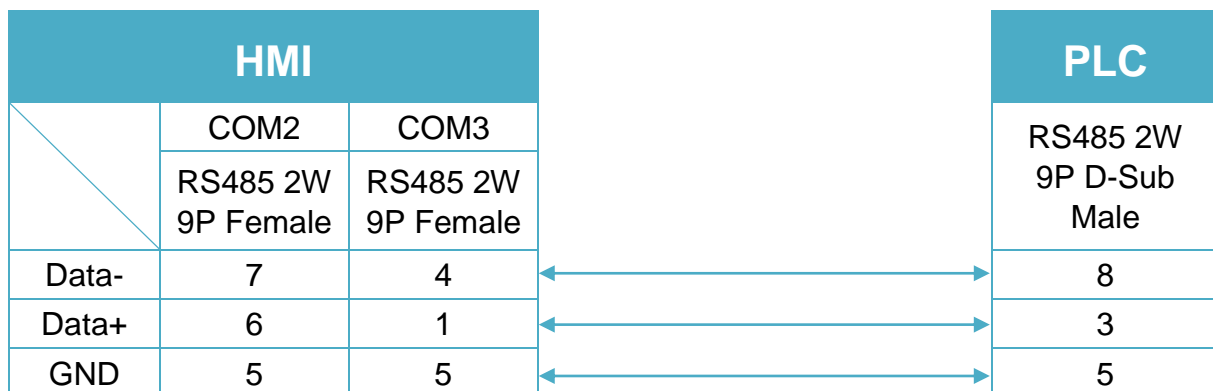 HMI
PLC
COM2 COM3
RS485 2W
9P Female
RS485 2W
9P Female
RS485 2W
9P D-Sub
Male
Data- 7 4 8
Data+ 6 1 3
GND 5 5 5